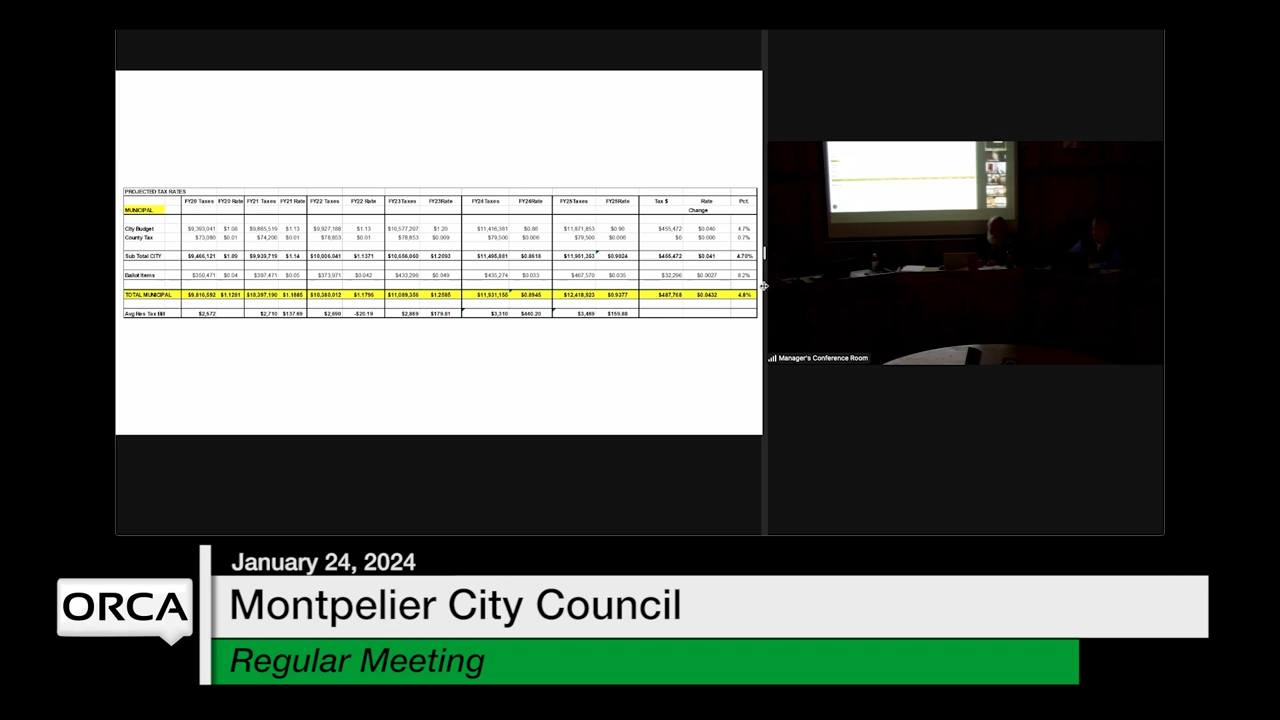 PROJECTED TAX RATES
FY20 Taxes FY20 Rate FY21 Taxes FY21 Rate FY22 Taxes FY22 Rate FY23Taxes FY23Rate FY24Taxes FY24Rate FY25Taxes FY25Rate Tax $ Rate Pct.
MUNICIPAL Change
City Budget $9,393,041 $1.08 $9,865,519 $1.13 $9,927,188 $1.13 $10,577,207 $1.20 $11,416,381 $0.86 $11,871,853 $0.90 $455,472 $0.040 4.7%
County Tax $73,080 $0.01 $74,200 $0.01 $78,853 $0.01 $78,853 $0.009 $79,500 $0.006 $79,500 $0.006 $0 $0.000 0.7%
Sub Total CITY $9,466,121 $1.09 $9,939,719 $1.14 $10,006,041 $1.1371 $10,656,060 $1.2093 $11,495,881 $0.8618 $11,951,353 $0.9024 $455,472 $0.041 4.70%
Ballot Items $350,471 $0.04 $397,471 $0.05 $373,971 $0.042 $433,296 $0.049 $435,274 $0.033 $467,570 $0.035 $32,296 $0.0027 8.2%
TOTAL MUNICIPAL $9,816,592 $1.1281 $10,397,190 $1.1885 $10,380,012 $1.1796 $11,089,356 $1.2585 $11,931,155 $0.8945 $12,418,923 $0.9377 $487,768 $0.0432 4.8%
Avg Res Tax Bill $2,572 $2,710 $137.69 $2,690 -$20.19 $2,869 $179.81 $3,310 $440.20 $3,469 $159.88
Manager's Conference Room
January 24, 2024
ORCA
Montpelier City Council
Regular Meeting